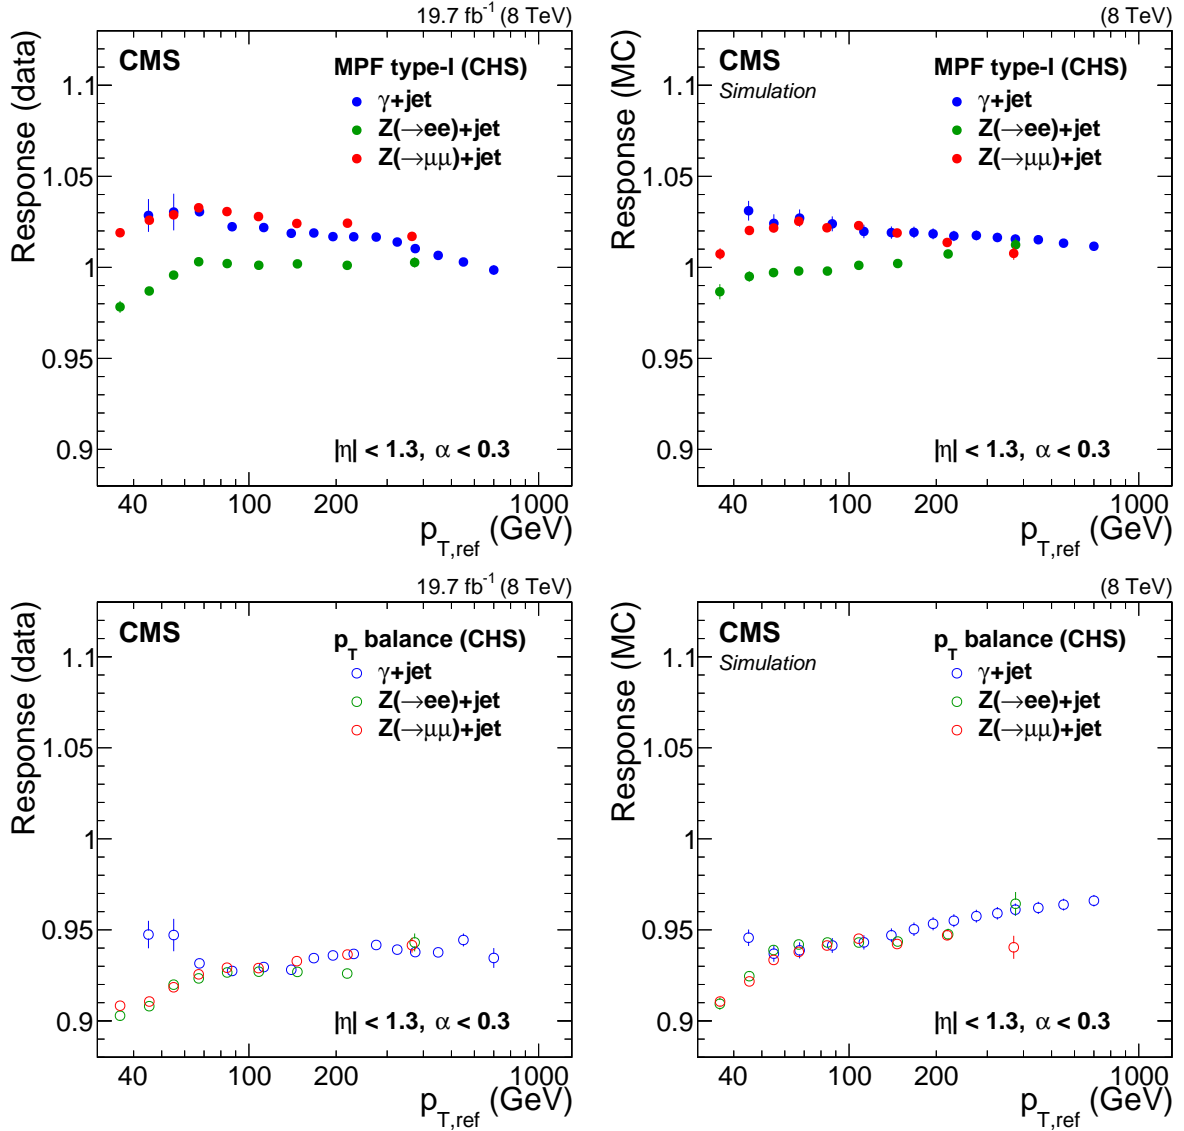 19.7 fb⁻¹ (8 TeV)
Response (data)
CMS
MPF type-I (CHS)
γ+jet
Z(→ee)+jet
Z(→μμ)+jet
1.1
1.05
1
0.95
0.9
|η| < 1.3, α < 0.3
40 100 200 1000
p_T,ref (GeV)
(8 TeV)
Response (MC)
CMS
Simulation
MPF type-I (CHS)
γ+jet
Z(→ee)+jet
Z(→μμ)+jet
1.1
1.05
1
0.95
0.9
|η| < 1.3, α < 0.3
40 100 200 1000
p_T,ref (GeV)
19.7 fb⁻¹ (8 TeV)
Response (data)
CMS
p_T balance (CHS)
γ+jet
Z(→ee)+jet
Z(→μμ)+jet
1.1
1.05
1
0.95
0.9
|η| < 1.3, α < 0.3
40 100 200 1000
p_T,ref (GeV)
(8 TeV)
Response (MC)
CMS
Simulation
p_T balance (CHS)
γ+jet
Z(→ee)+jet
Z(→μμ)+jet
1.1
1.05
1
0.95
0.9
|η| < 1.3, α < 0.3
40 100 200 1000
p_T,ref (GeV)